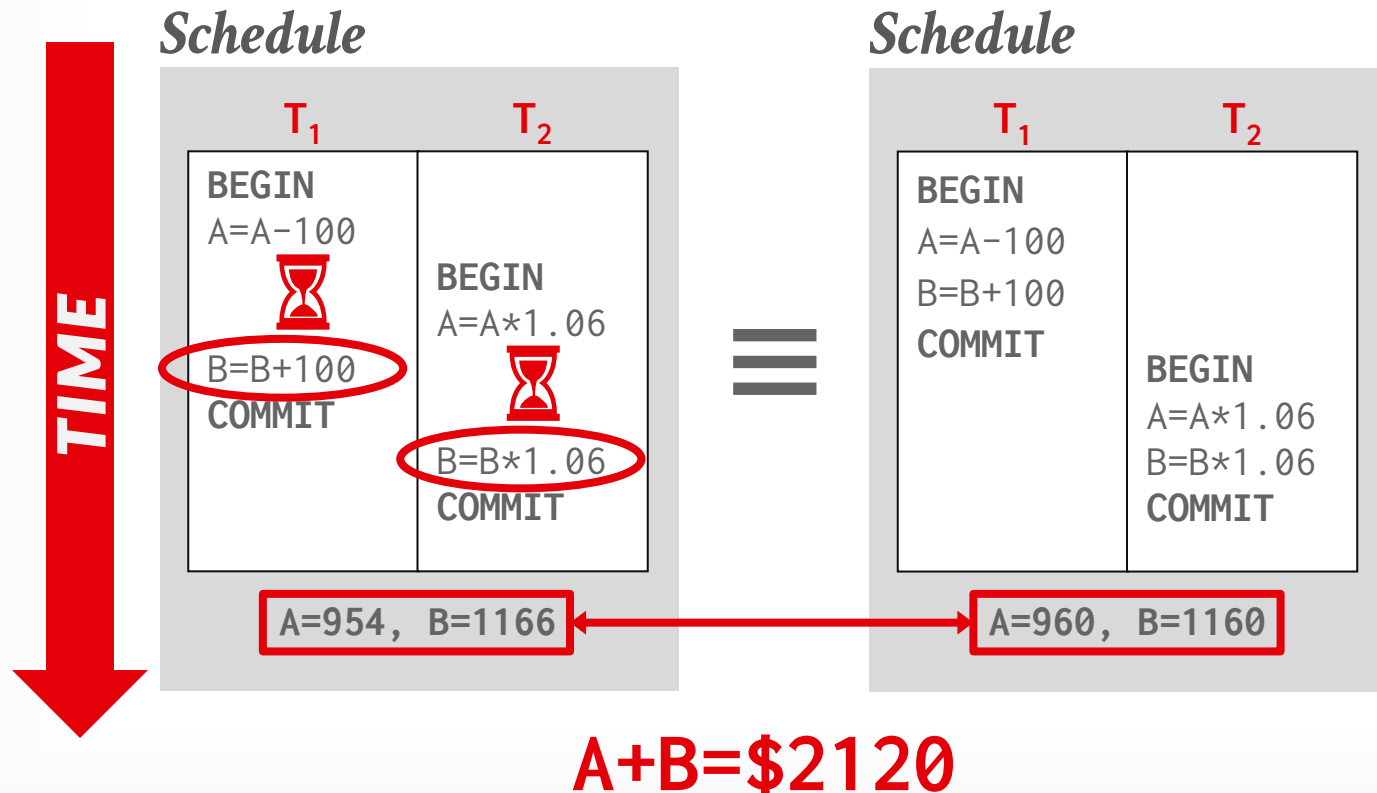 Schedule
T1 T2
BEGIN
A=A-100
BEGIN
A=A*1.06
B=B+100
COMMIT
B=B*1.06
COMMIT
A=954, B=1166
TIME
≡
Schedule
T1 T2
BEGIN
A=A-100
B=B+100
COMMIT
BEGIN
A=A*1.06
B=B*1.06
COMMIT
A=960, B=1160
A+B=$2120